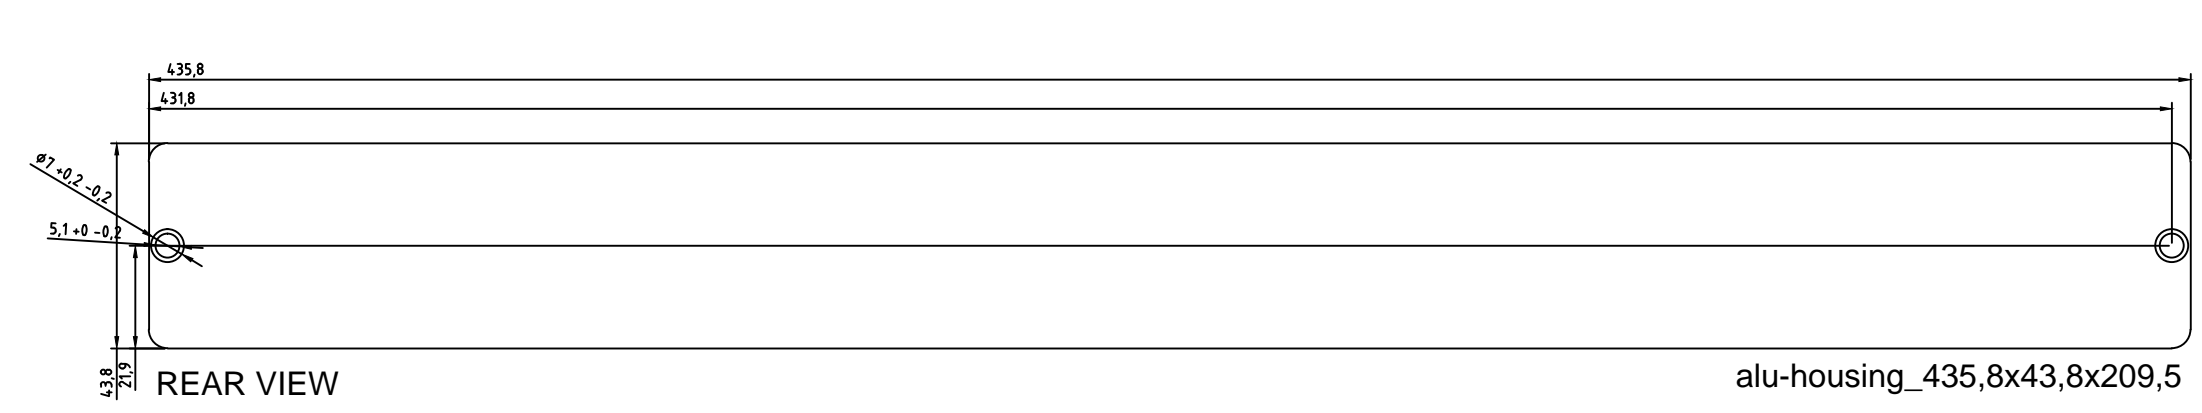 435,8
431,8
ø7 +0,2 -0,2
5,1 +0 -0,2
43,8
21,9
REAR VIEW
alu-housing_435,8x43,8x209,5